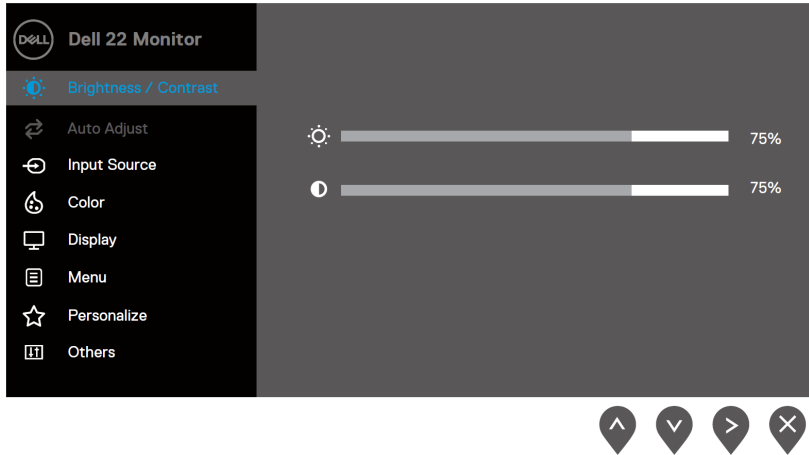 DELL
Dell 22 Monitor
Brightness / Contrast
Auto Adjust
75%
Input Source
Color
75%
Display
Menu
Personalize
Others